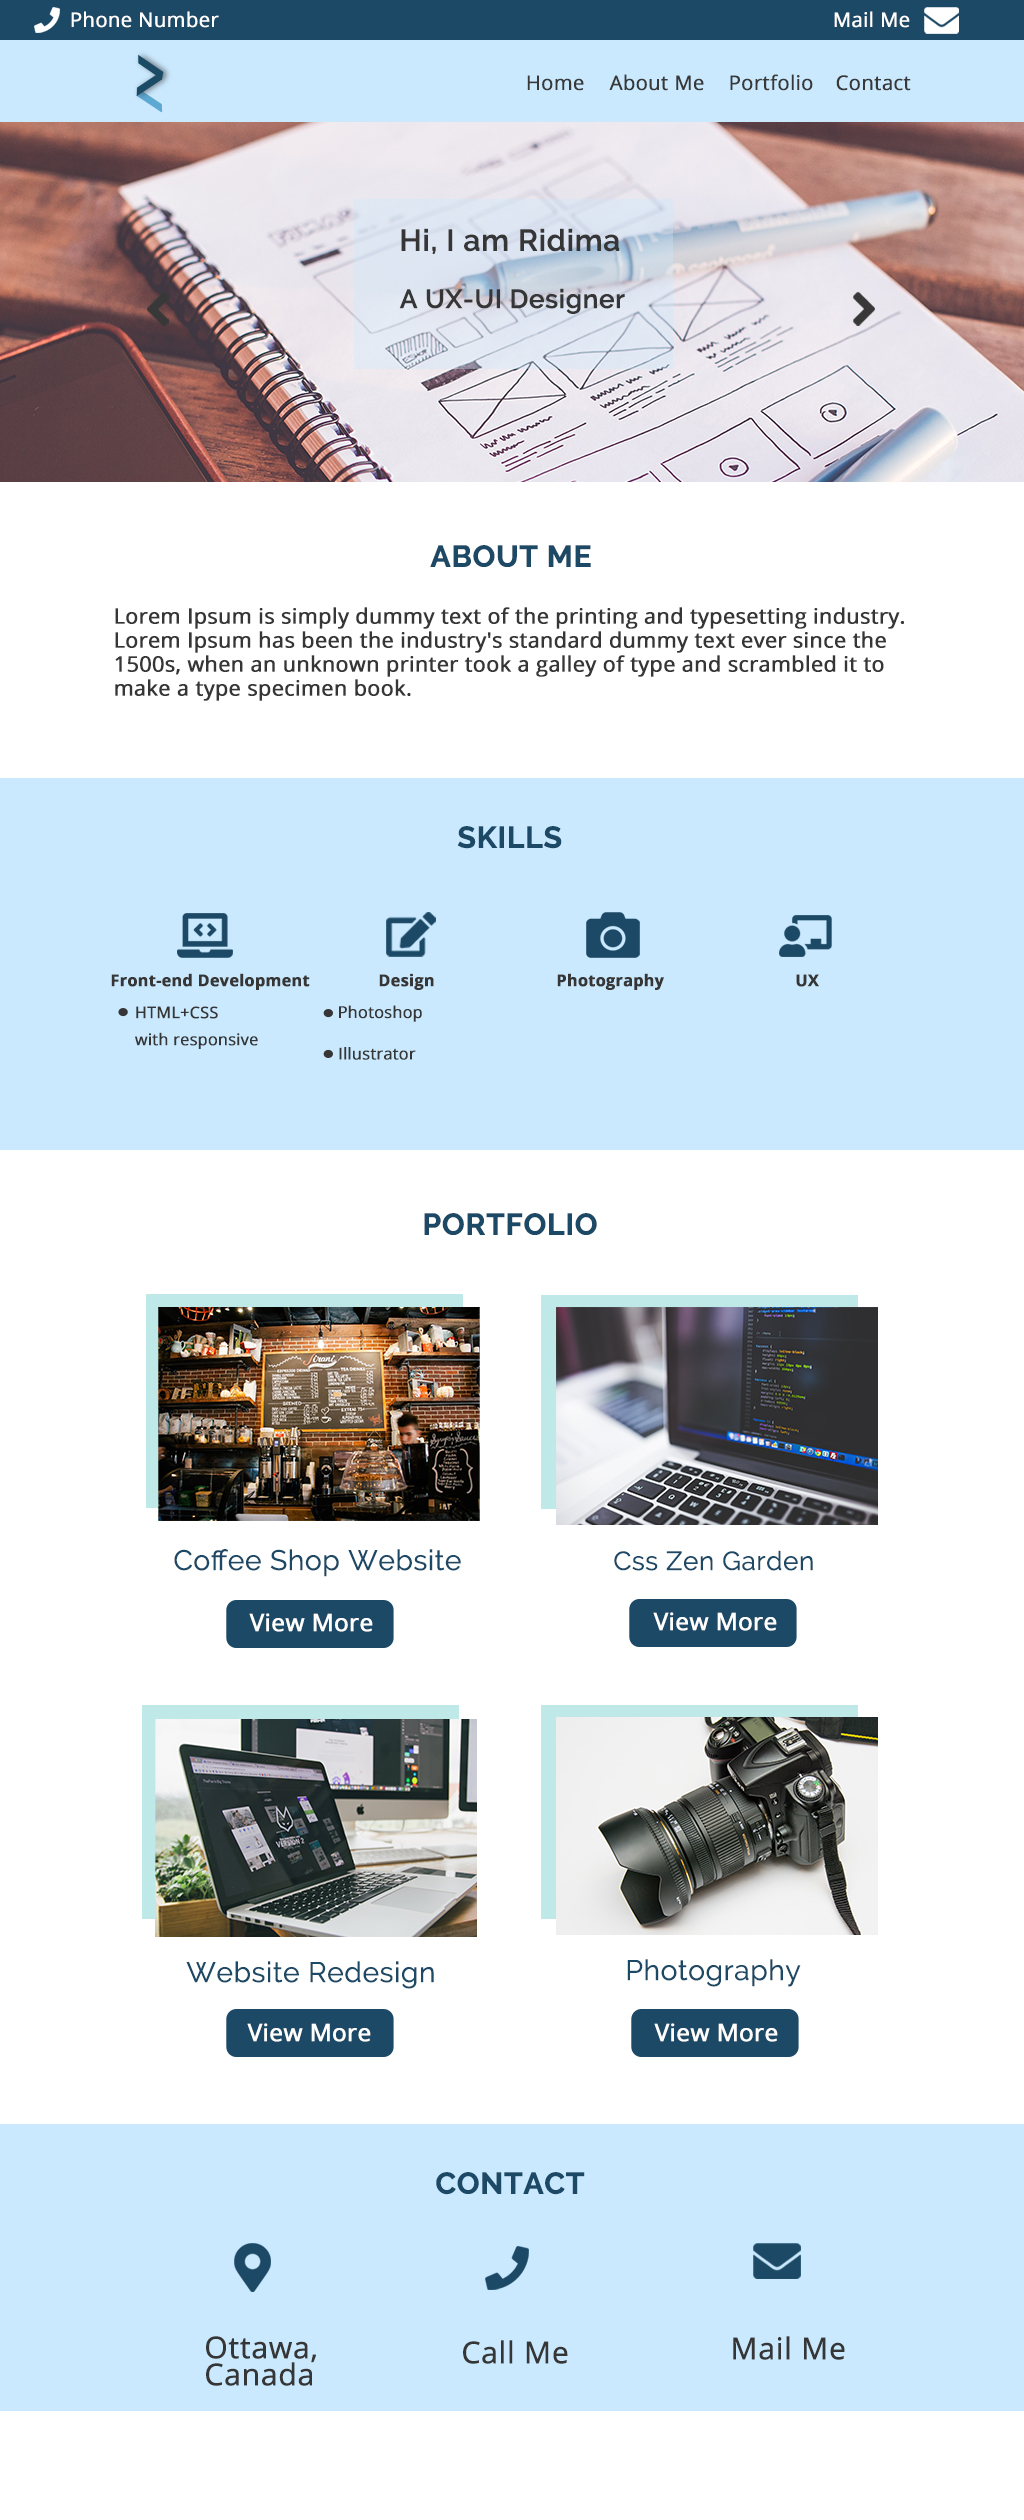 Phone Number
Mail Me
Home About Me Portfolio Contact
Hi, I am Ridima
A UX-UI Designer
ESHOP
ABOUT ME
Lorem Ipsum is simply dummy text of the printing and typesetting industry.
Lorem Ipsum has been the industry's standard dummy text ever since the
1500s, when an unknown printer took a galley of type and scrambled it to
make a type specimen book.
SKILLS
Front-end Development
HTML+CSS
with responsive
Design
Photoshop
Illustrator
Photography
UX
PORTFOLIO
Coffee Shop Website
View More
Css Zen Garden
View More
VERSION 2
Website Redesign
View More
Photography
View More
CONTACT
Ottawa,
Canada
Call Me
Mail Me